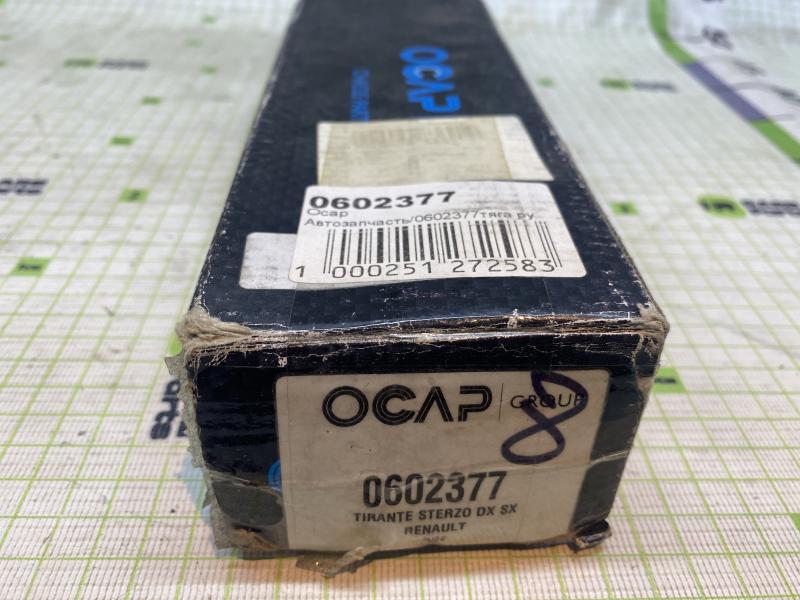 OCAP
0602377
Ocap
Автозапчасть/0602377тяга ру
1 000251 272583
OCAP GROUP
8
0602377
TIRANTE STERZO DX SX
RENAULT